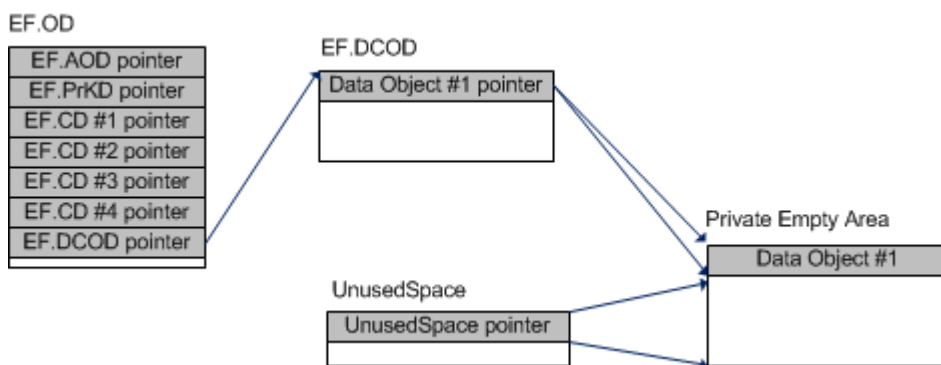 EF.OD
EF.AOD pointer
EF.PrKD pointer
EF.CD #1 pointer
EF.CD #2 pointer
EF.CD #3 pointer
EF.CD #4 pointer
EF.DCOD pointer
EF.DCOD
Data Object #1 pointer
UnusedSpace
UnusedSpace pointer
Private Empty Area
Data Object #1